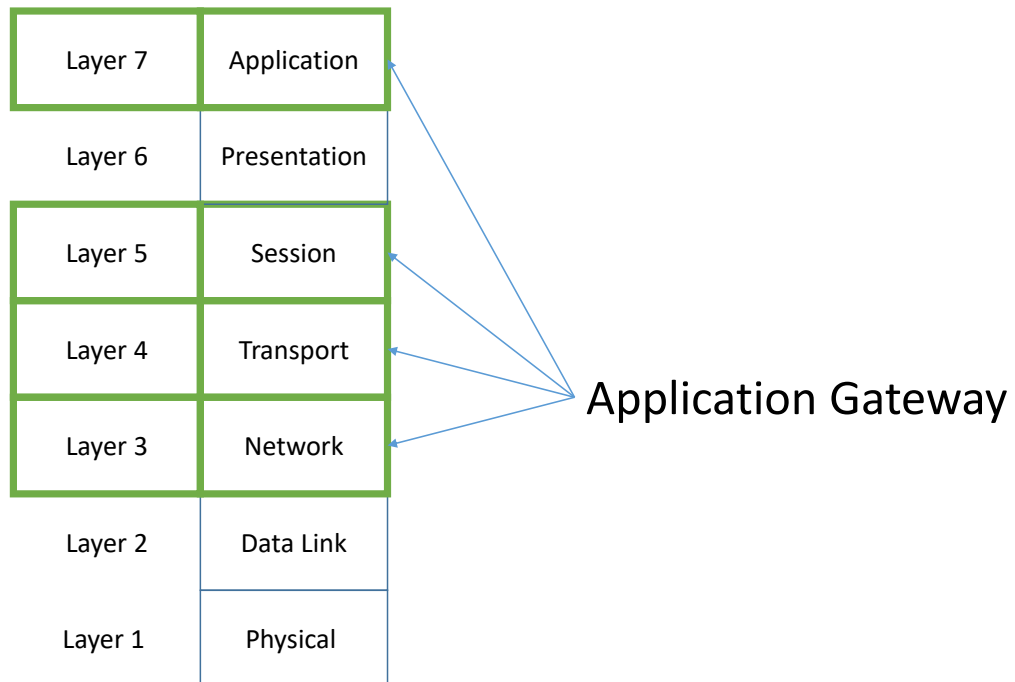 Layer 7 Application
Layer 6 Presentation
Layer 5 Session
Layer 4 Transport
Application Gateway
Layer 3 Network
Layer 2 Data Link
Layer 1 Physical